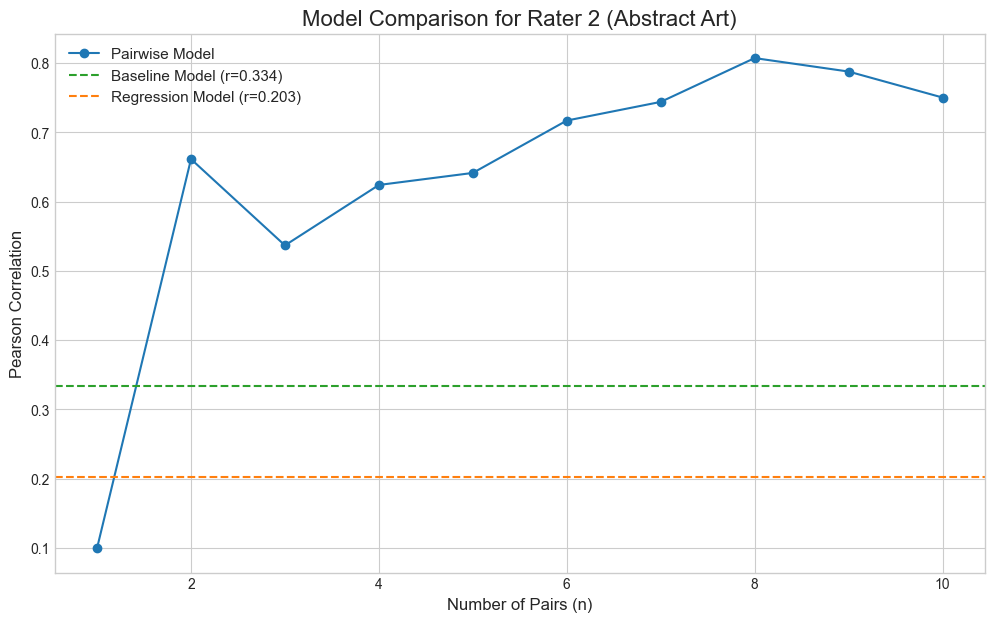 Model Comparison for Rater 2 (Abstract Art)
Pairwise Model
Baseline Model (r=0.334)
Regression Model (r=0.203)
Pearson Correlation
0.8
0.7
0.6
0.5
0.4
0.3
0.2
0.1
2
4
6
8
10
Number of Pairs (n)